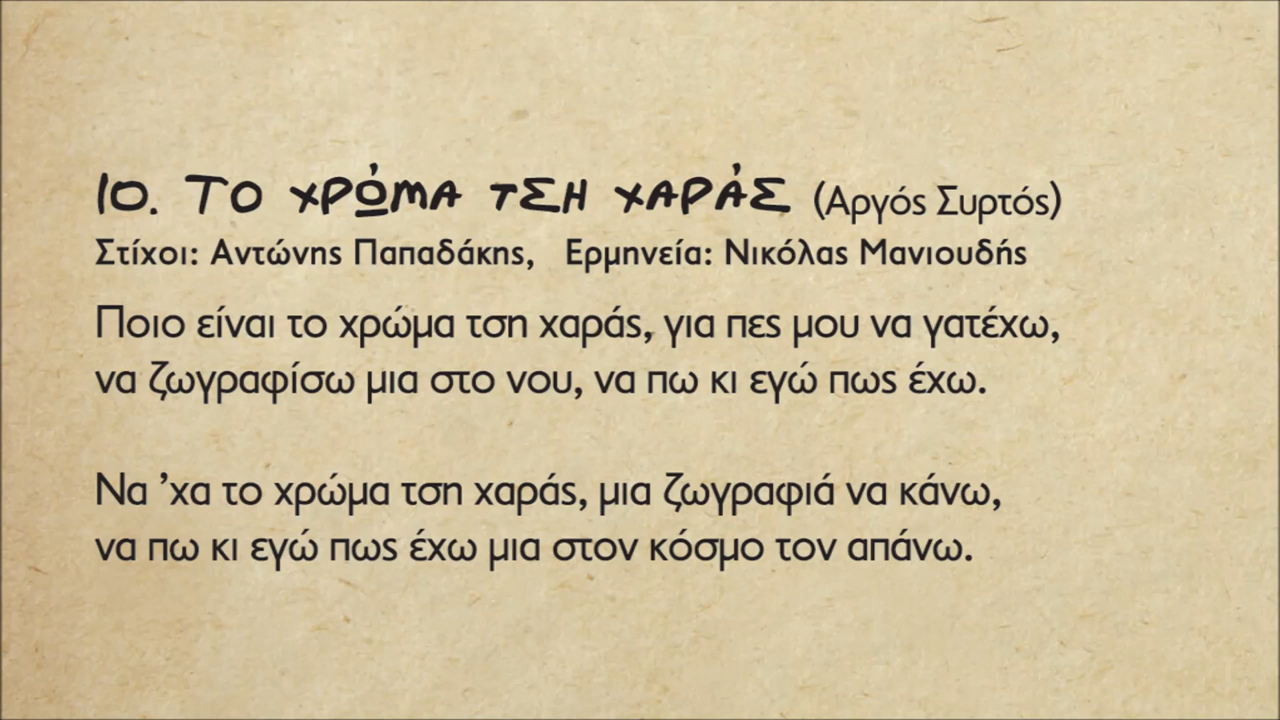 10. Το χρώμα τση χαράς (Αργός Συρτός)
Στίχοι: Αντώνης Παπαδάκης, Ερμηνεία: Νικόλας Μανιουδής
Ποιο είναι το χρώμα τση χαράς, για πες μου να γατέχω,
να ζωγραφίσω μια στο νου, να πω κι εγώ πως έχω.
Να ’χα το χρώμα τση χαράς, μια ζωγραφιά να κάνω,
να πω κι εγώ πως έχω μια στον κόσμο τον απάνω.